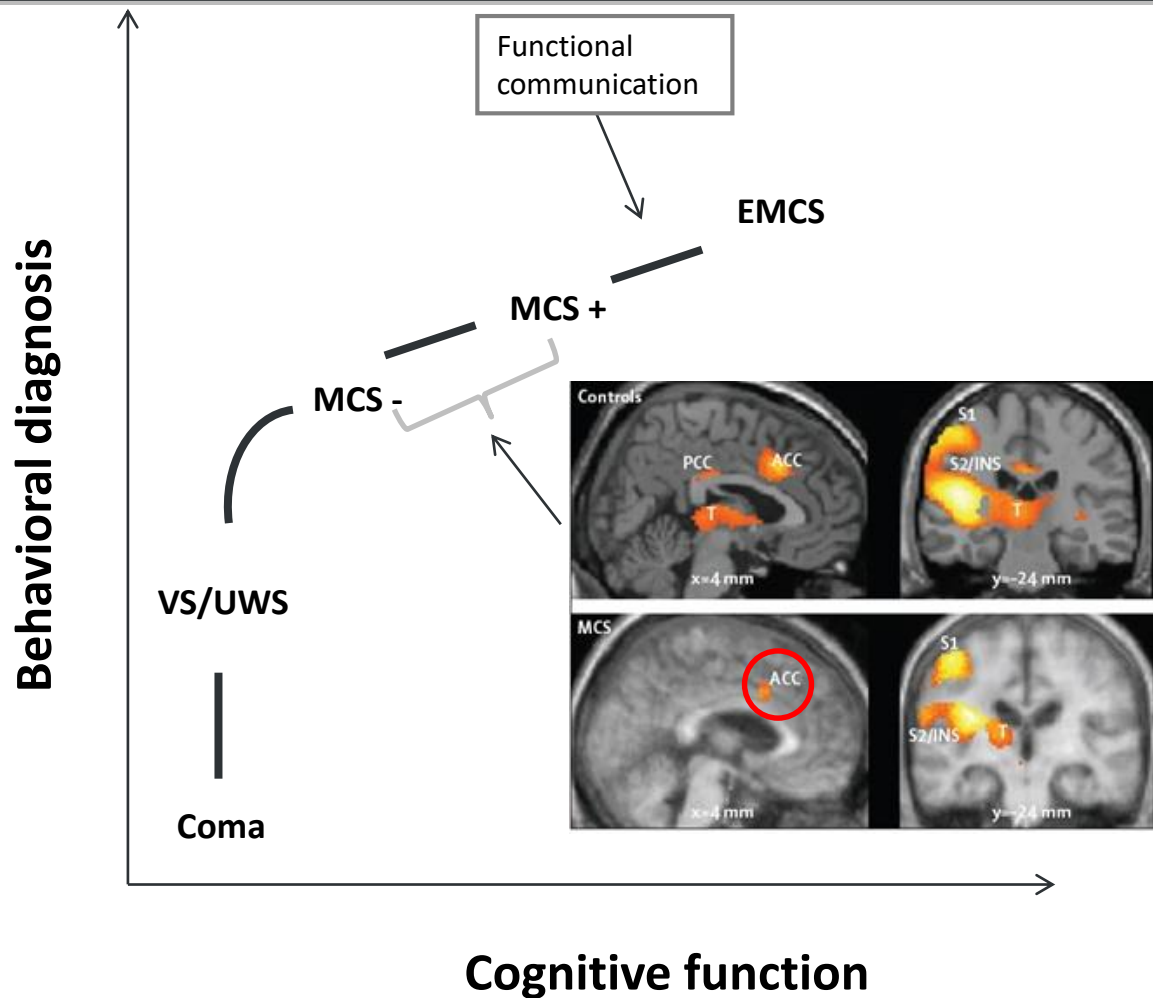 Functional
communication
EMCS
MCS +
MCS -
VS/UWS
Coma
Behavioral diagnosis
Cognitive function
Controls
PCC
ACC
T
x=4 mm
S1
S2/INS
T
y=-24 mm
MCS
ACC
x=4 mm
S1
S2/INS
T
y=-24 mm